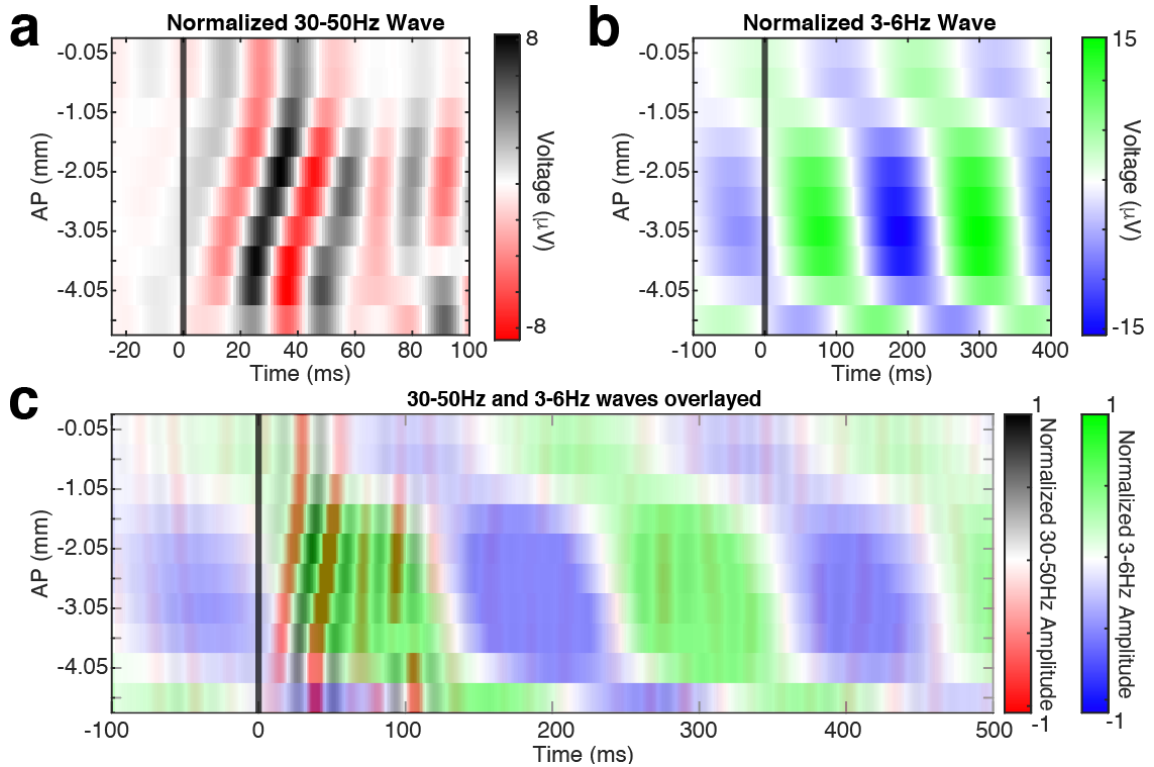 a
Normalized 30-50Hz Wave
-0.05
-1.05
-2.05
-3.05
-4.05
AP (mm)
-20 0 20 40 60 80 100
Time (ms)
8
-8
Voltage (μV)
b
Normalized 3-6Hz Wave
AP (mm)
-0.05
-1.05
-2.05
-3.05
-4.05
-100 0 100 200 300 400
Time (ms)
15
-15
Voltage (μV)
c
30-50Hz and 3-6Hz waves overlayed
AP (mm)
-0.05
-1.05
-2.05
-3.05
-4.05
-100 0 100 200 300 400 500
Time (ms)
1
-1
Normalized 30-50Hz Amplitude
1
-1
Normalized 3-6Hz Amplitude